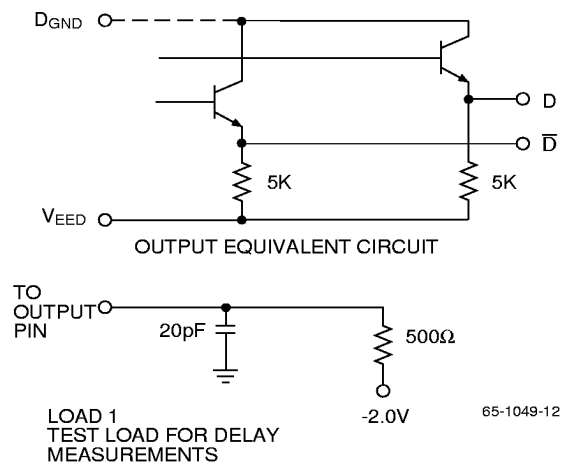 DGND
D
D̅
5K
5K
VEED
OUTPUT EQUIVALENT CIRCUIT
TO
OUTPUT
PIN
20pF
500Ω
-2.0V
65-1049-12
LOAD 1
TEST LOAD FOR DELAY
MEASUREMENTS